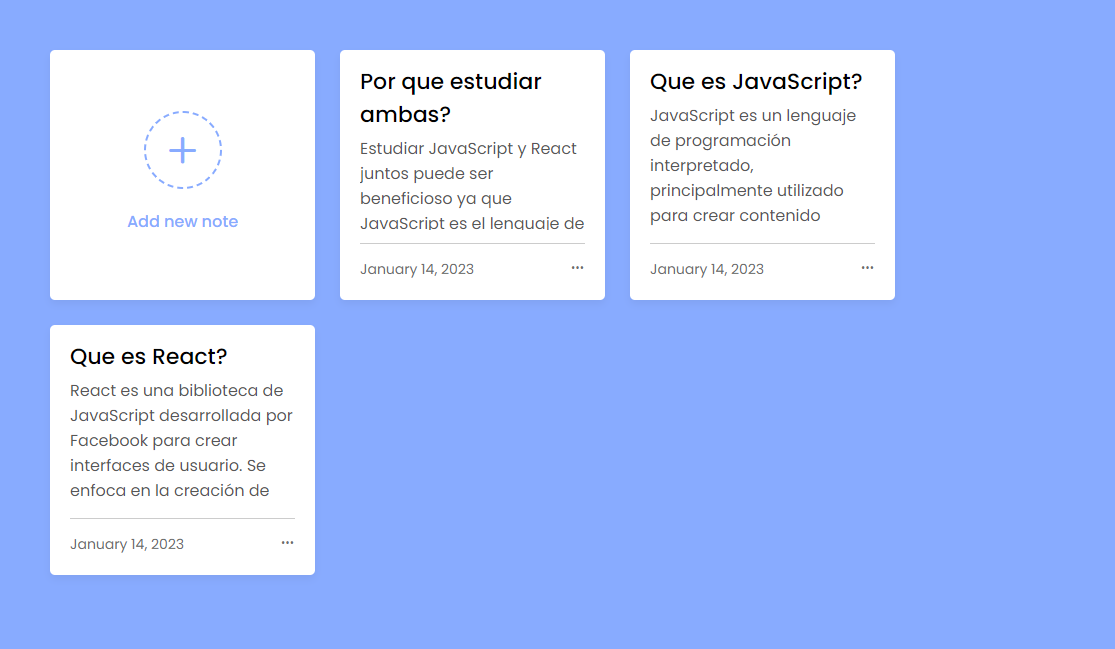 Add new note
Por que estudiar
ambas?
Estudiar JavaScript y React
juntos puede ser
beneficioso ya que
JavaScript es el lenguaje de
January 14, 2023
Que es JavaScript?
JavaScript es un lenguaje
de programación
interpretado,
principalmente utilizado
para crear contenido
January 14, 2023
Que es React?
React es una biblioteca de
JavaScript desarrollada por
Facebook para crear
interfaces de usuario. Se
enfoca en la creación de
January 14, 2023